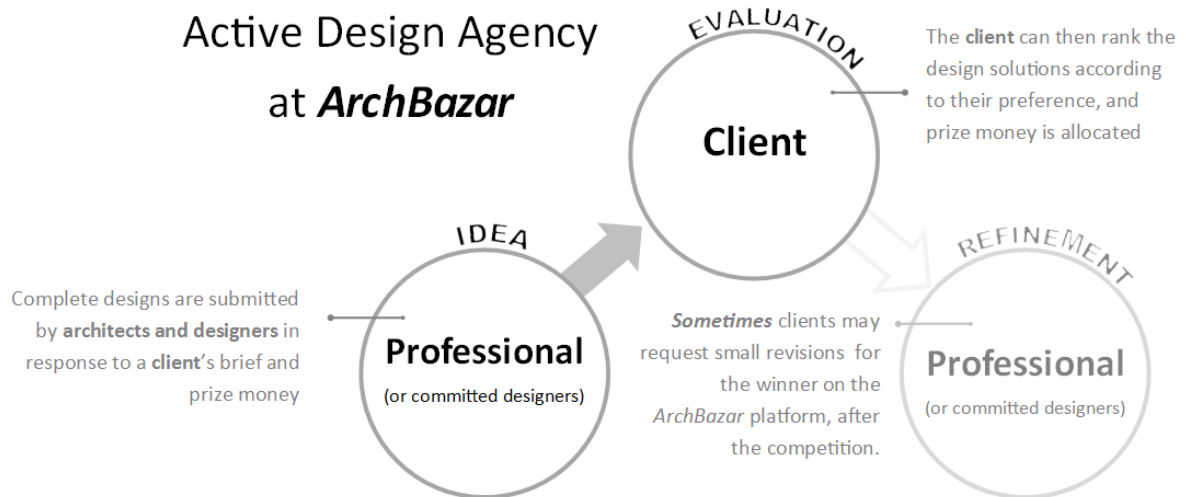 Active Design Agency
at ArchBazar
EVALUATION
Client
The client can then rank the
design solutions according
to their preference, and
prize money is allocated
IDEA
Professional
(or committed designers)
Complete designs are submitted
by architects and designers in
response to a client's brief and
prize money
REFINEMENT
Professional
(or committed designers)
Sometimes clients may
request small revisions for
the winner on the
ArchBazar platform, after
the competition.